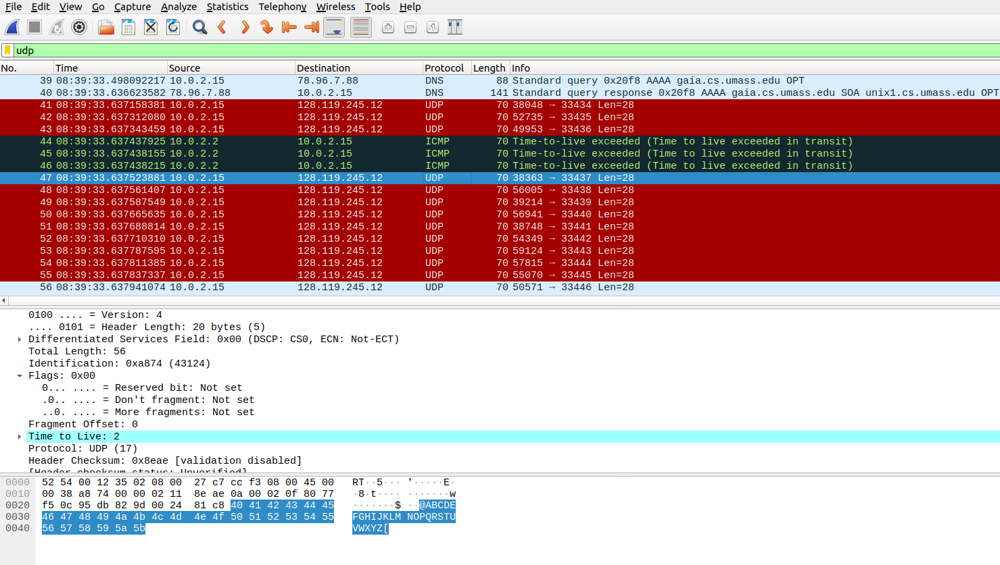 File Edit View Go Capture Analyze Statistics Telephony Wireless Tools Help
udp
No. Time Source Destination Protocol Length Info
39 08:39:33.498092217 10.0.2.15 78.96.7.88 DNS 88 Standard query 0x20f8 AAAA gaia.cs.umass.edu OPT
40 08:39:33.636623582 78.96.7.88 10.0.2.15 DNS 141 Standard query response 0x20f8 AAAA gaia.cs.umass.edu SOA unix1.cs.umass.edu OPT
41 08:39:33.637158381 10.0.2.15 128.119.245.12 UDP 70 38048 → 33434 Len=28
42 08:39:33.637312080 10.0.2.15 128.119.245.12 UDP 70 52735 → 33435 Len=28
43 08:39:33.637343459 10.0.2.15 128.119.245.12 UDP 70 49953 → 33436 Len=28
44 08:39:33.637437925 10.0.2.2 10.0.2.15 ICMP 70 Time-to-live exceeded (Time to live exceeded in transit)
45 08:39:33.637438155 10.0.2.2 10.0.2.15 ICMP 70 Time-to-live exceeded (Time to live exceeded in transit)
46 08:39:33.637438215 10.0.2.2 10.0.2.15 ICMP 70 Time-to-live exceeded (Time to live exceeded in transit)
47 08:39:33.637523881 10.0.2.15 128.119.245.12 UDP 70 38363 → 33437 Len=28
48 08:39:33.637561407 10.0.2.15 128.119.245.12 UDP 70 56005 → 33438 Len=28
49 08:39:33.637587549 10.0.2.15 128.119.245.12 UDP 70 39214 → 33439 Len=28
50 08:39:33.637665635 10.0.2.15 128.119.245.12 UDP 70 56941 → 33440 Len=28
51 08:39:33.637688814 10.0.2.15 128.119.245.12 UDP 70 38748 → 33441 Len=28
52 08:39:33.637710310 10.0.2.15 128.119.245.12 UDP 70 54349 → 33442 Len=28
53 08:39:33.637787595 10.0.2.15 128.119.245.12 UDP 70 59124 → 33443 Len=28
54 08:39:33.637811385 10.0.2.15 128.119.245.12 UDP 70 57815 → 33444 Len=28
55 08:39:33.637837337 10.0.2.15 128.119.245.12 UDP 70 55070 → 33445 Len=28
56 08:39:33.637941074 10.0.2.15 128.119.245.12 UDP 70 50571 → 33446 Len=28
0100 .... = Version: 4
.... 0101 = Header Length: 20 bytes (5)
Differentiated Services Field: 0x00 (DSCP: CS0, ECN: Not-ECT)
Total Length: 56
Identification: 0xa874 (43124)
Flags: 0x00
0... .... = Reserved bit: Not set
.0.. .... = Don't fragment: Not set
..0. .... = More fragments: Not set
Fragment Offset: 0
Time to Live: 2
Protocol: UDP (17)
Header Checksum: 0x8eae [validation disabled]
[Header checksum status: Unverified]
0000 52 54 00 12 35 02 08 00 27 c7 cc f3 08 00 45 00 RT··5··· '·····E·
0010 00 38 a8 74 00 00 02 11 8e ae 0a 00 02 0f 80 77 ·8·t···· ·······w
0020 f5 0c 95 db 82 9d 00 24 81 c8 40 41 42 43 44 45 ·······$ ··@ABCDE
0030 46 47 48 49 4a 4b 4c 4d 4e 4f 50 51 52 53 54 55 FGHIJKLM NOPQRSTU
0040 56 57 58 59 5a 5b VWXYZ[